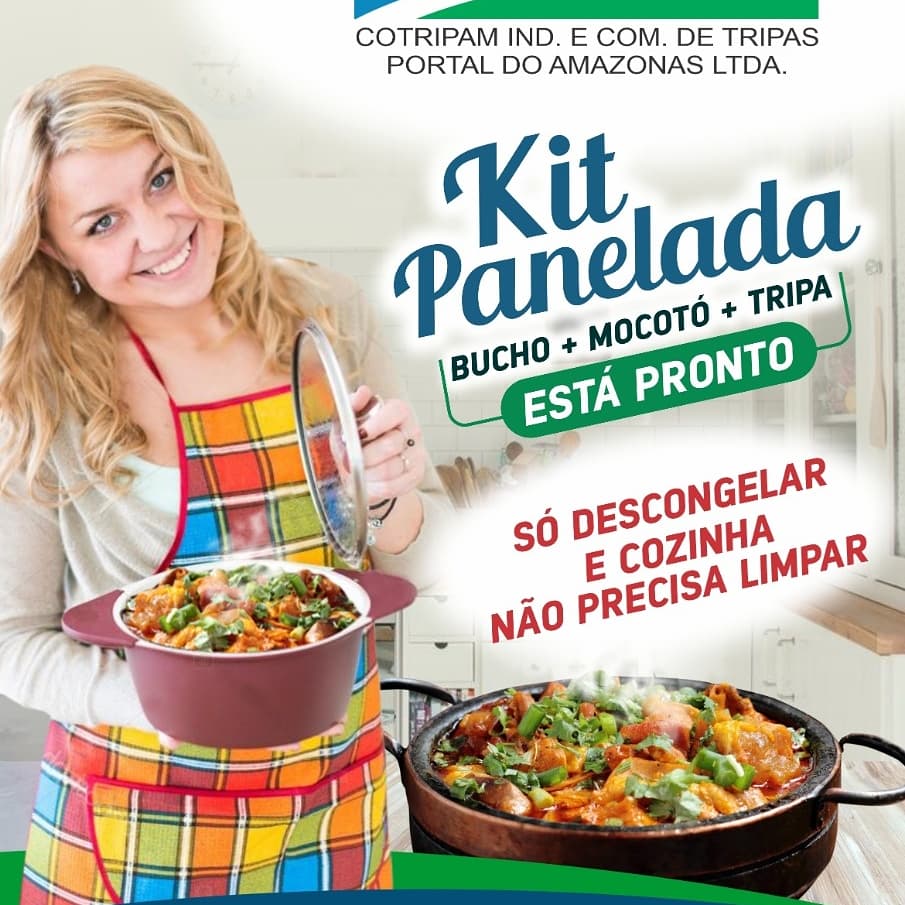 COTRIPAM IND. E COM. DE TRIPAS
PORTAL DO AMAZONAS LTDA.
Kit
Panelada
BUCHO + MOCOTÓ + TRIPA
ESTÁ PRONTO
SÓ DESCONGELAR
E COZINHA
NÃO PRECISA LIMPAR